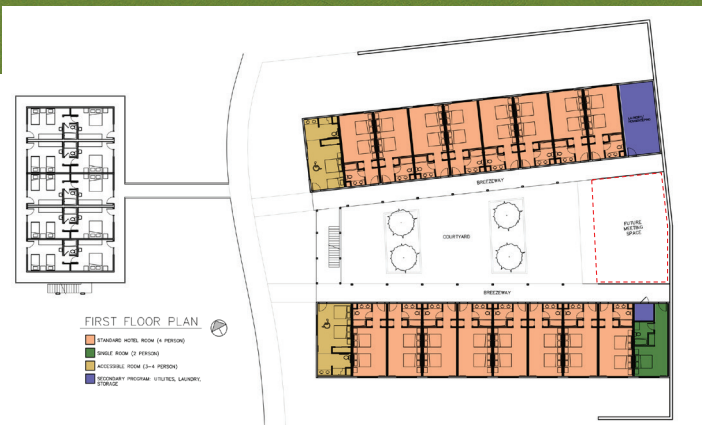 BREEZEWAY
COURTYARD
FUTURE
MEETING
SPACE
BREEZEWAY
FIRST FLOOR PLAN
STANDARD HOTEL ROOM (4 PERSON)
SINGLE ROOM (2 PERSON)
ACCESSIBLE ROOM (3-4 PERSON)
SECONDARY PROGRAM: UTILITIES, LAUNDRY,
STORAGE